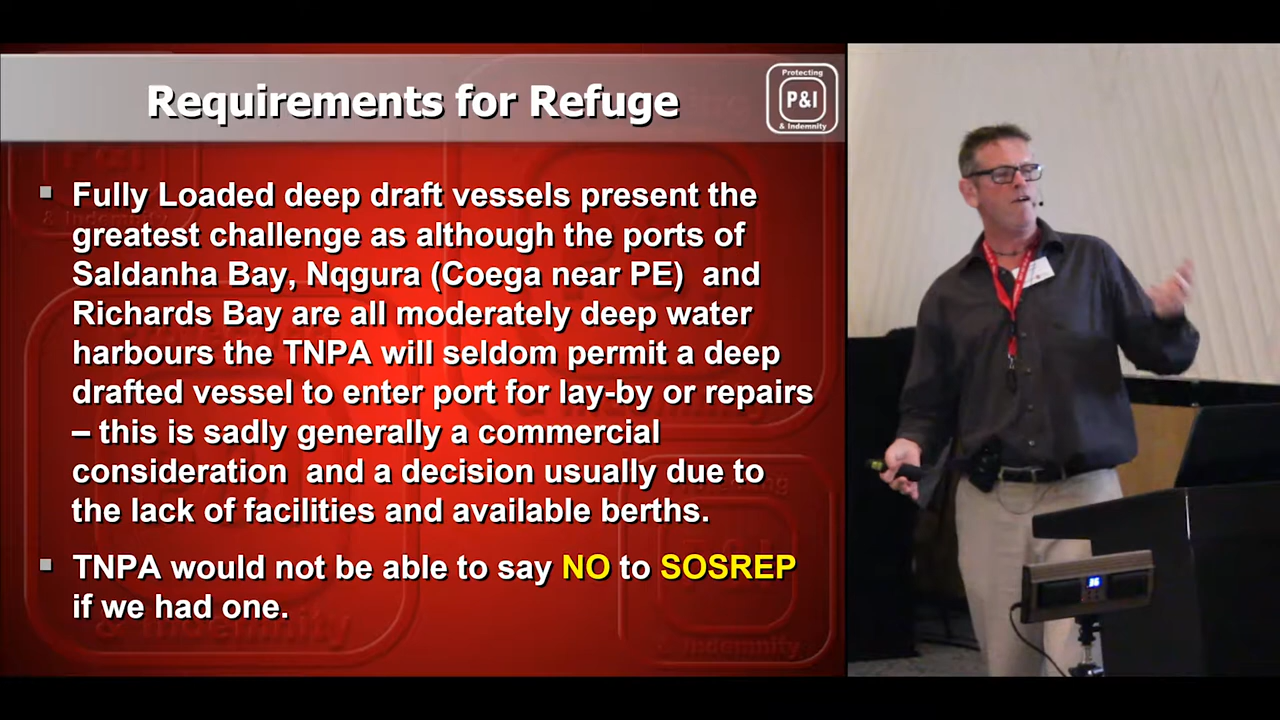 Requirements for Refuge
Protecting
P&I
& Indemnity
Fully Loaded deep draft vessels present the
greatest challenge as although the ports of
Saldanha Bay, Nqgura (Coega near PE) and
Richards Bay are all moderately deep water
harbours the TNPA will seldom permit a deep
drafted vessel to enter port for lay-by or repairs
– this is sadly generally a commercial
consideration and a decision usually due to
the lack of facilities and available berths.
TNPA would not be able to say NO to SOSREP
if we had one.